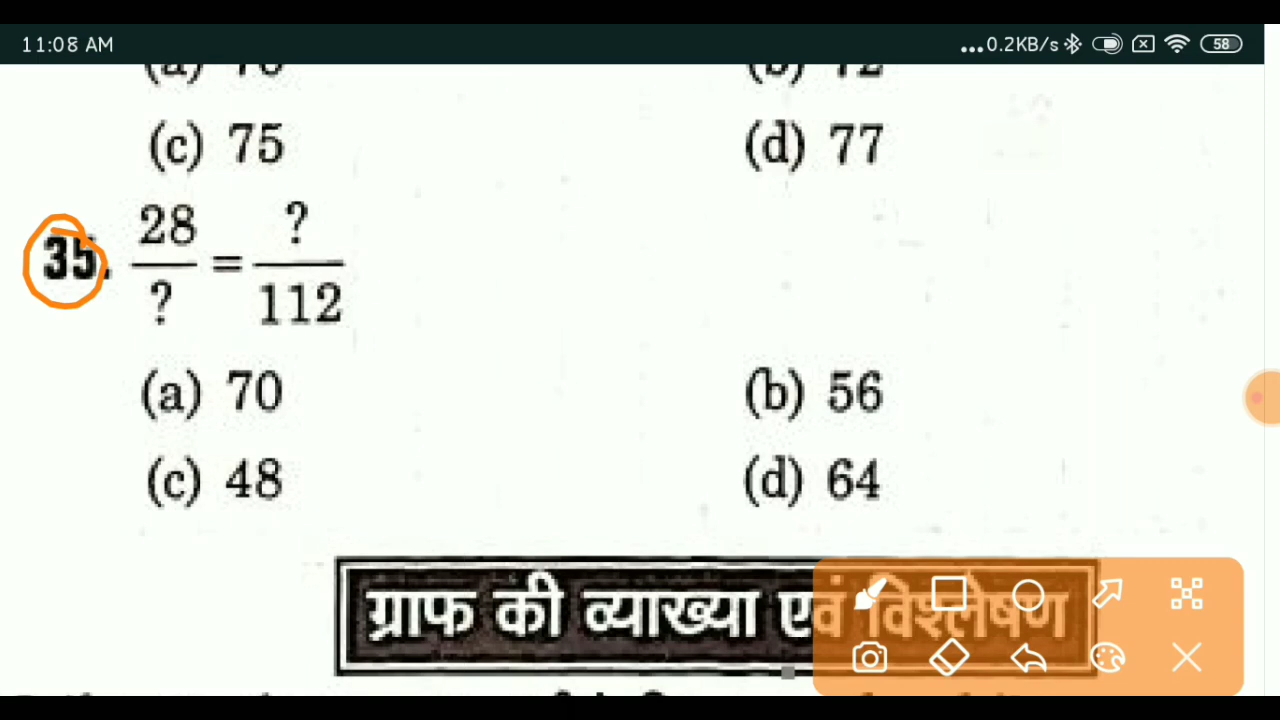 11:08 AM
...0.2KB/s 58
(c) 75 (d) 77
35. 28/? = ?/112
(a) 70 (b) 56
(c) 48 (d) 64
ग्राफ की व्याख्या एवं विश्लेषण